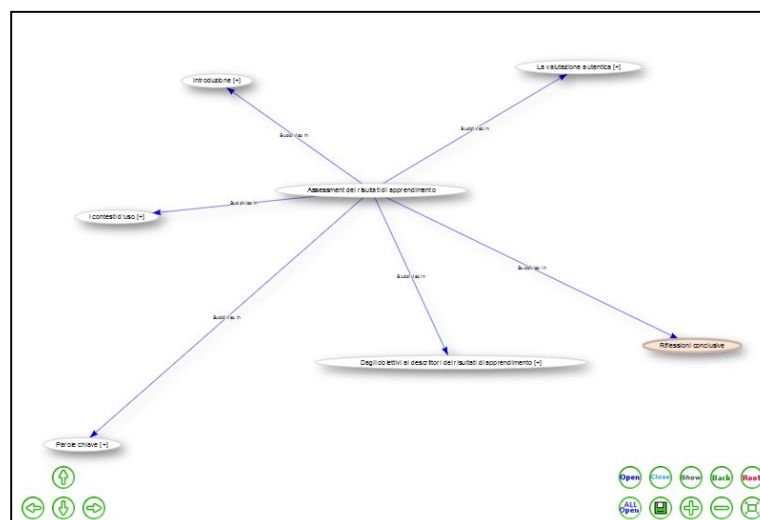 La valutazione autentica [+]
Introduzione [+]
Suddiviso in
Suddiviso in
Assessment dei risultati di apprendimento
Suddiviso in
I contesti d'uso [+]
Suddiviso in
Suddiviso in
Suddiviso in
Riflessioni conclusive
Dagli obiettivi ai descrittori dei risultati di apprendimento [+]
Parole chiave [+]
Open
Close
Show
Back
Root
ALL
Open